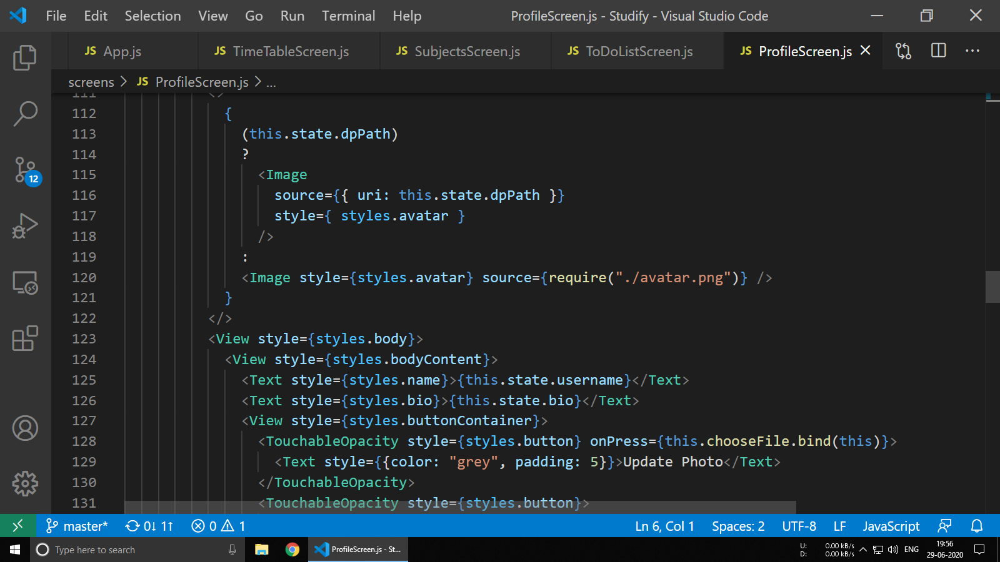 File Edit Selection View Go Run Terminal Help ProfileScreen.js - Studify - Visual Studio Code
JS App.js JS TimeTableScreen.js JS SubjectsScreen.js JS ToDoListScreen.js JS ProfileScreen.js
screens > JS ProfileScreen.js > ...
111 <>
112 {
113 (this.state.dpPath)
114 ?
115 <Image
116 source={{ uri: this.state.dpPath }}
117 style={ styles.avatar }
118 />
119 :
120 <Image style={styles.avatar} source={require("./avatar.png")} />
121 }
122 </>
123 <View style={styles.body}>
124 <View style={styles.bodyContent}>
125 <Text style={styles.name}>{this.state.username}</Text>
126 <Text style={styles.bio}>{this.state.bio}</Text>
127 <View style={styles.buttonContainer}>
128 <TouchableOpacity style={styles.button} onPress={this.chooseFile.bind(this)}>
129 <Text style={{color: "grey", padding: 5}}>Update Photo</Text>
130 </TouchableOpacity>
131 <TouchableOpacity style={styles.button}>
12
master* 0↓ 1↑ 0 1 Ln 6, Col 1 Spaces: 2 UTF-8 LF JavaScript
Type here to search ProfileScreen.js - St... U: 0.00 kB/s ENG 19:56
D: 0.00 kB/s 29-06-2020